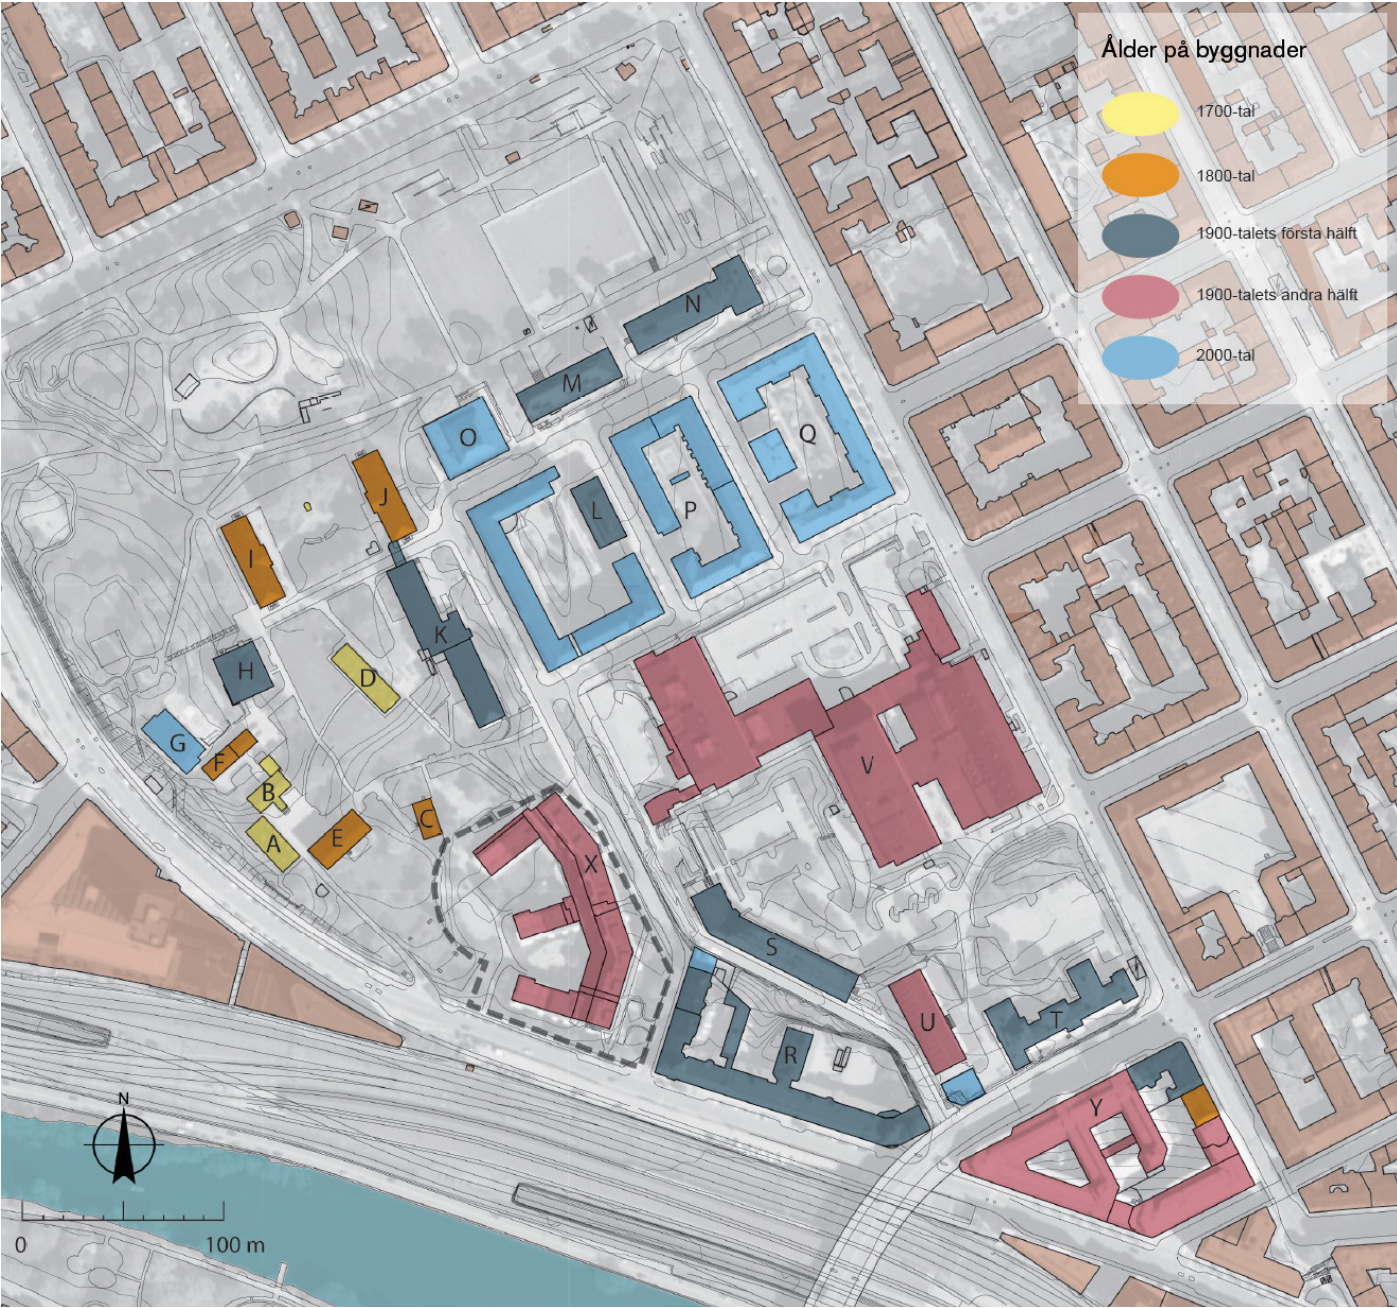 Ålder på byggnader
1700-tal
1800-tal
1900-talets första hälft
1900-talets andra hälft
2000-tal
N
M
O
Q
J
L
P
I
K
H
D
G
F
V
B
C
A
E
X
S
U
T
R
Y
N
0
100 m